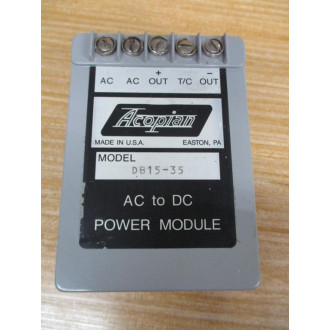 + −
AC AC OUT T/C OUT
Acopian
MADE IN U.S.A. EASTON, PA
MODEL
DB15-35
AC to DC
POWER MODULE